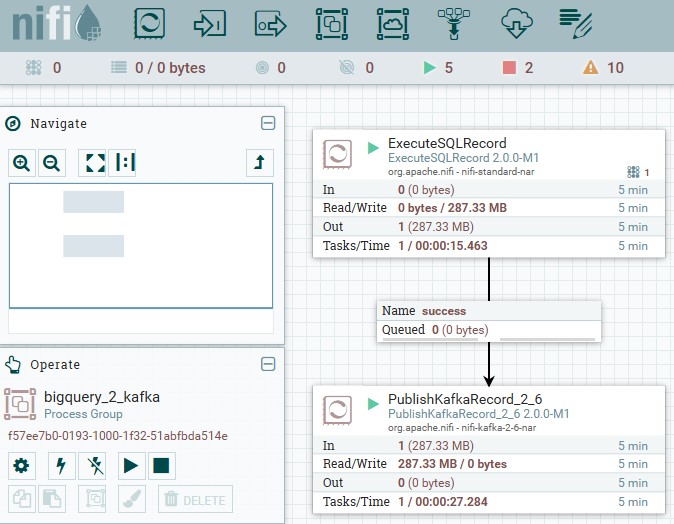 nifi
0
0 / 0 bytes
0
0
5
2
10
Navigate
Operate
bigquery_2_kafka
Process Group
f57ee7b0-0193-1000-1f32-51abfbda514e
DELETE
ExecuteSQLRecord
ExecuteSQLRecord 2.0.0-M1
org.apache.nifi - nifi-standard-nar
1
In 0 (0 bytes) 5 min
Read/Write 0 bytes / 287.33 MB 5 min
Out 1 (287.33 MB) 5 min
Tasks/Time 1 / 00:00:15.463 5 min
Name success
Queued 0 (0 bytes)
PublishKafkaRecord_2_6
PublishKafkaRecord_2_6 2.0.0-M1
org.apache.nifi - nifi-kafka-2-6-nar
In 1 (287.33 MB) 5 min
Read/Write 287.33 MB / 0 bytes 5 min
Out 0 (0 bytes) 5 min
Tasks/Time 1 / 00:00:27.284 5 min